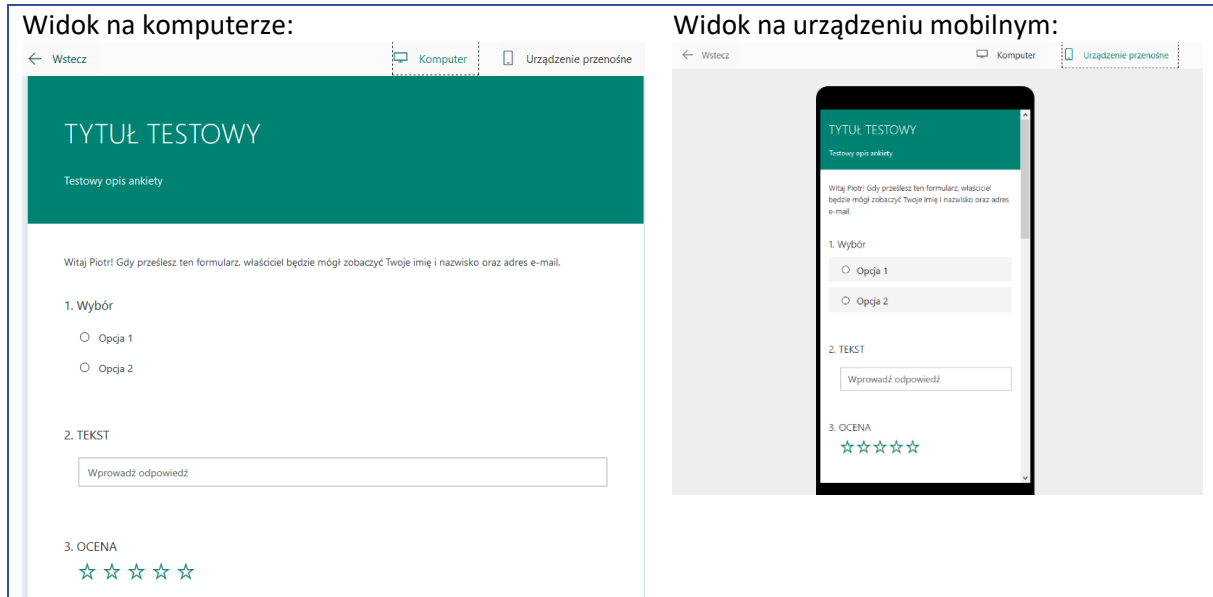 Widok na komputerze:
Wstecz
Komputer
Urządzenie przenośne
TYTUŁ TESTOWY
Testowy opis ankiety
Witaj Piotr! Gdy prześlesz ten formularz, właściciel będzie mógł zobaczyć Twoje imię i nazwisko oraz adres e-mail.
1. Wybór
Opcja 1
Opcja 2
2. TEKST
Wprowadź odpowiedź
3. OCENA
Widok na urządzeniu mobilnym:
Wstecz
Komputer
Urządzenie przenośne
TYTUŁ TESTOWY
Testowy opis ankiety
Witaj Piotr! Gdy prześlesz ten formularz, właściciel
będzie mógł zobaczyć Twoje imię i nazwisko oraz adres
e-mail.
1. Wybór
Opcja 1
Opcja 2
2. TEKST
Wprowadź odpowiedź
3. OCENA